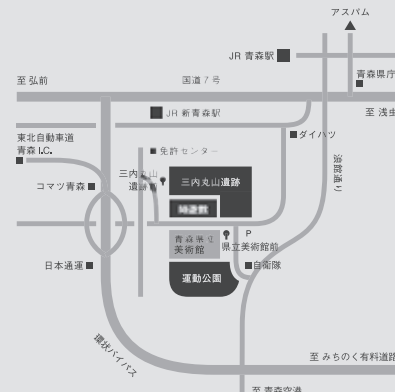 アスパム
JR 青森駅
至 弘前
国道7号
青森県庁
JR 新青森駅
至 浅虫
東北自動車道
青森 I.C.
ダイハツ
免許センター
観光通り
三内丸山
三内丸山遺跡
コマツ青森
時遊館
青森県立
美術館
P
県立美術館前
日本通運
自衛隊
運動公園
環状バイパス
至 みちのく有料道路
至 青森空港